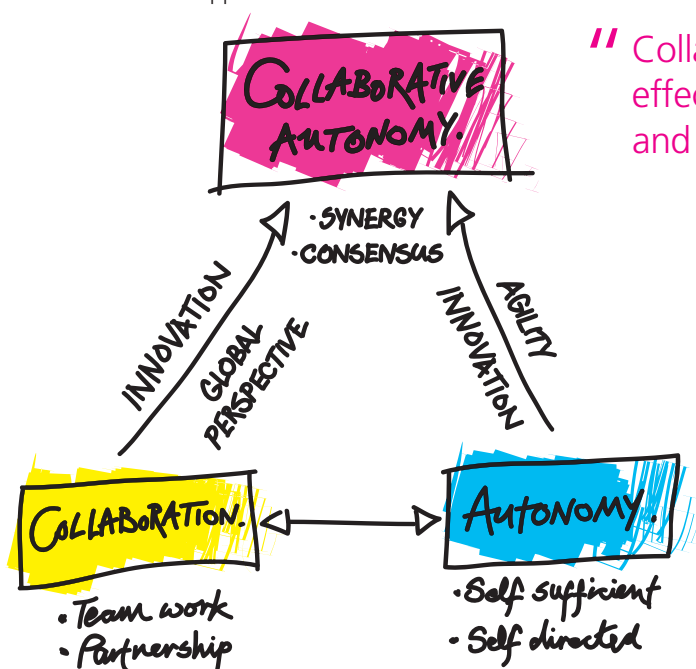 COLLABORATIVE
AUTONOMY.
"
effec
and
• SYNERGY
• CONSENSUS
INNOVATION
GLOBAL
PERSPECTIVE
AGILITY
INNOVATION
COLLABORATION.
AUTONOMY.
• Team work
• Partnership
• Self sufficient
• Self directed